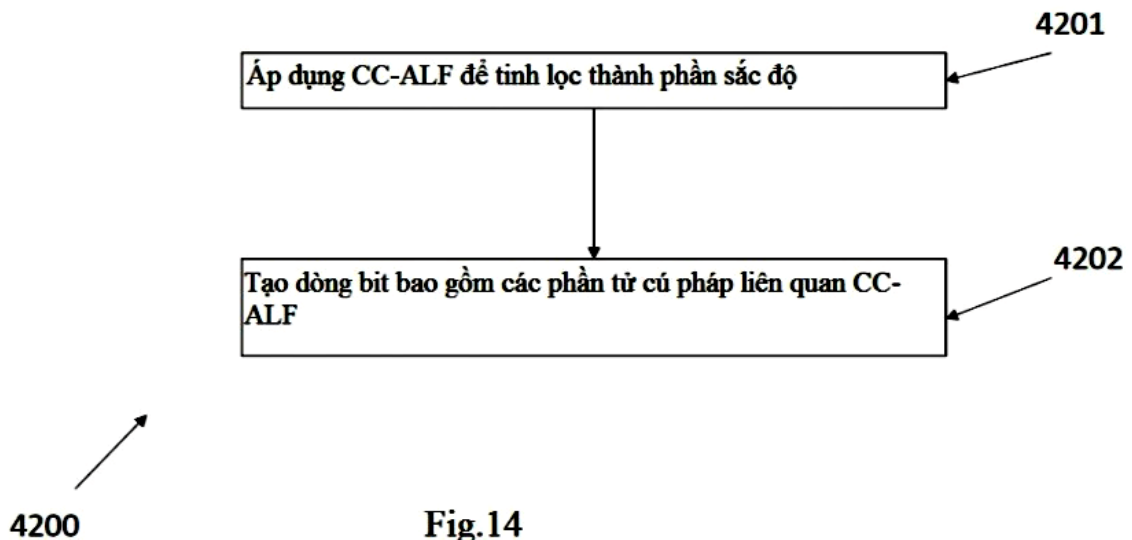 4201
Áp dụng CC-ALF để tinh lọc thành phần sắc độ
4202
Tạo dòng bit bao gồm các phần tử cú pháp liên quan CC-
ALF
4200
Fig.14